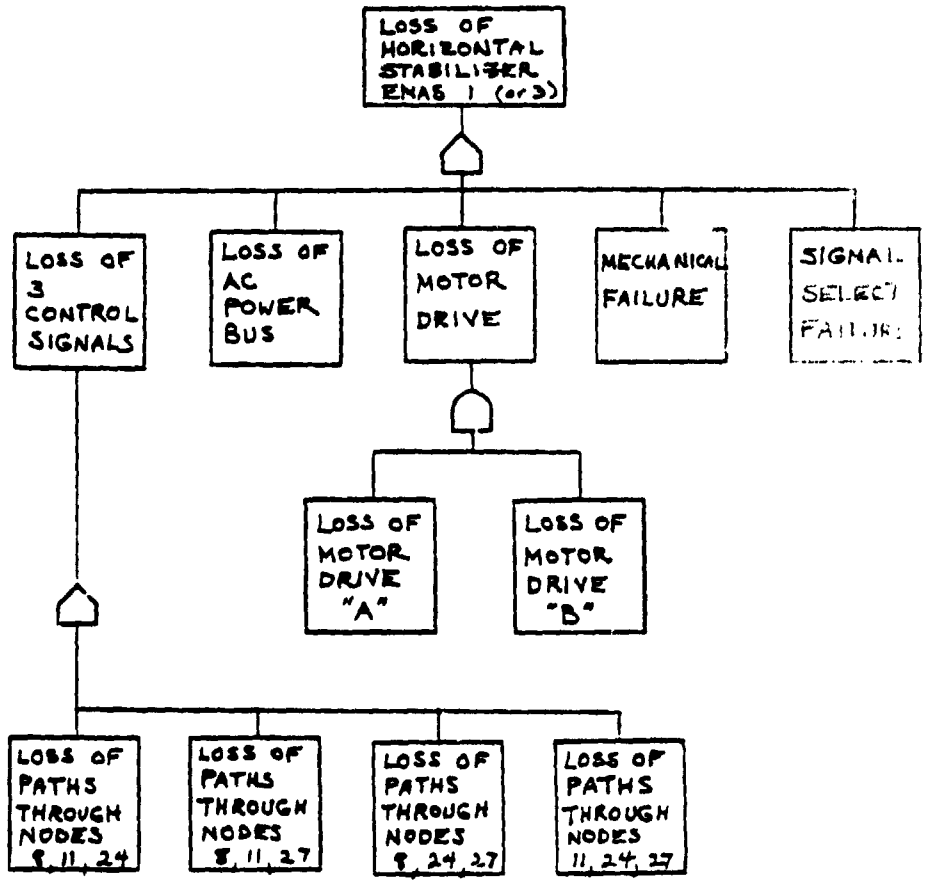 LOSS OF
HORIZONTAL
STABILIZER
ENAS 1 (or 3)
LOSS OF
3
CONTROL
SIGNALS
LOSS OF
AC
POWER
BUS
LOSS OF
MOTOR
DRIVE
MECHANICAL
FAILURE
SIGNAL
SELECT
FAILURE
LOSS OF
MOTOR
DRIVE
"A"
LOSS OF
MOTOR
DRIVE
"B"
LOSS OF
PATHS
THROUGH
NODES
8, 11, 24
LOSS OF
PATHS
THROUGH
NODES
8, 11, 27
LOSS OF
PATHS
THROUGH
NODES
8, 24, 27
LOSS OF
PATHS
THROUGH
NODES
11, 24, 27